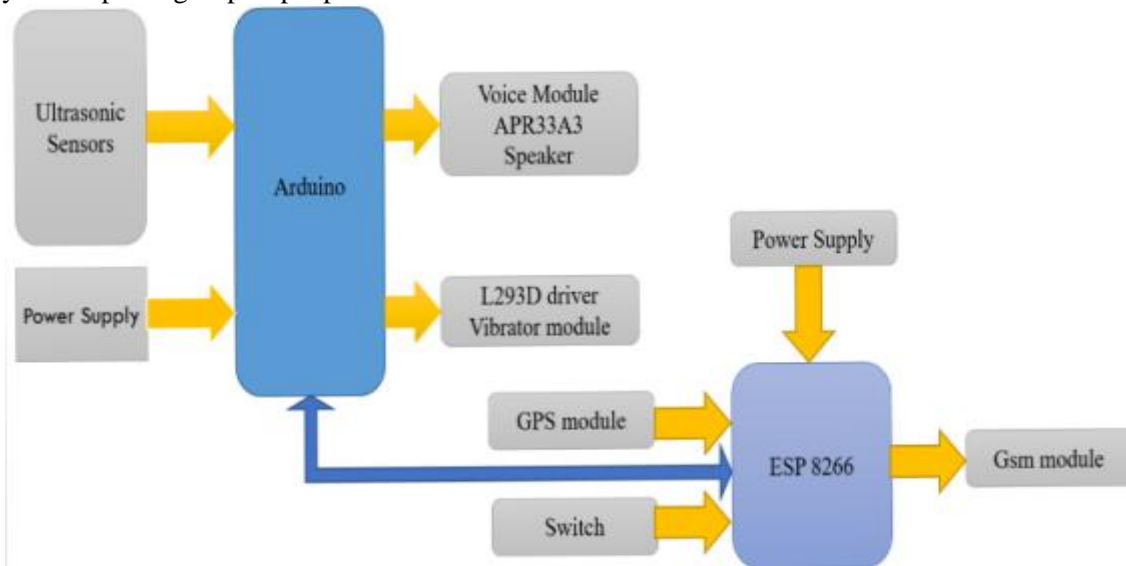 Ultrasonic
Sensors
Power Supply
Arduino
Voice Module
APR33A3
Speaker
L293D driver
Vibrator module
Power Supply
GPS module
Switch
ESP 8266
Gsm module